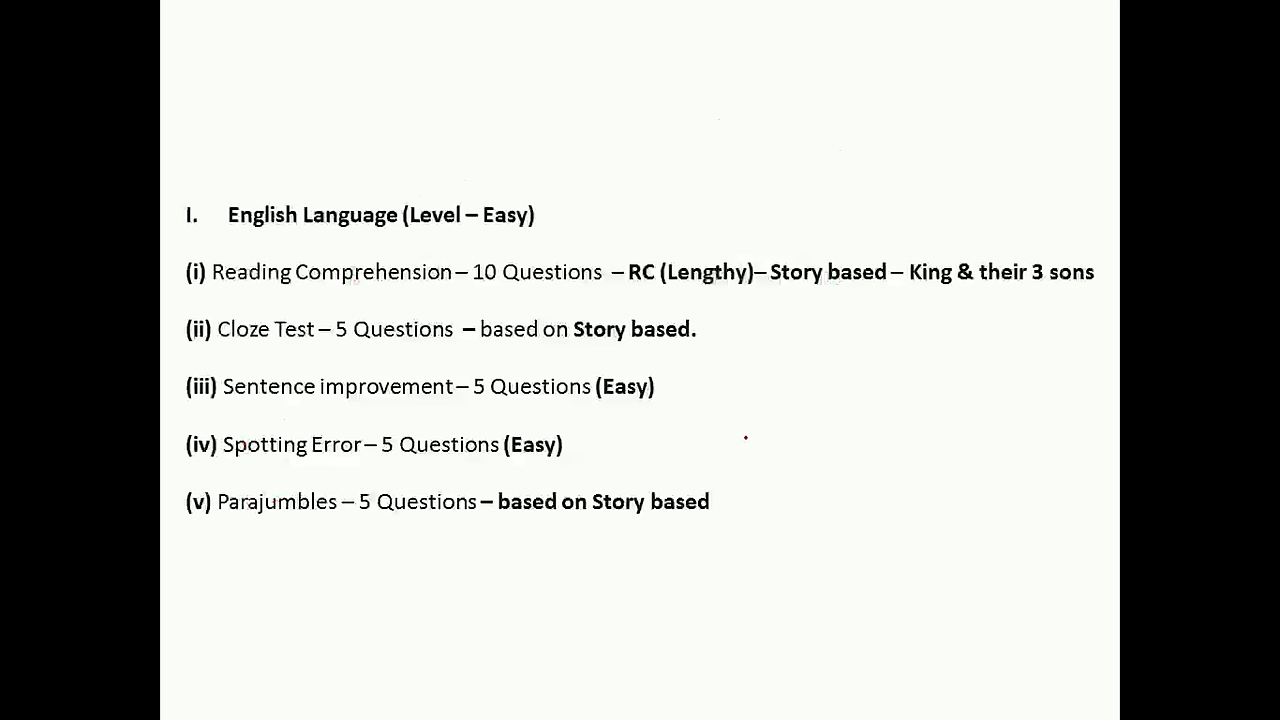 I. English Language (Level – Easy)
(i) Reading Comprehension – 10 Questions – RC (Lengthy)– Story based – King & their 3 sons
(ii) Cloze Test – 5 Questions – based on Story based.
(iii) Sentence improvement – 5 Questions (Easy)
(iv) Spotting Error – 5 Questions (Easy)
(v) Parajumbles – 5 Questions – based on Story based